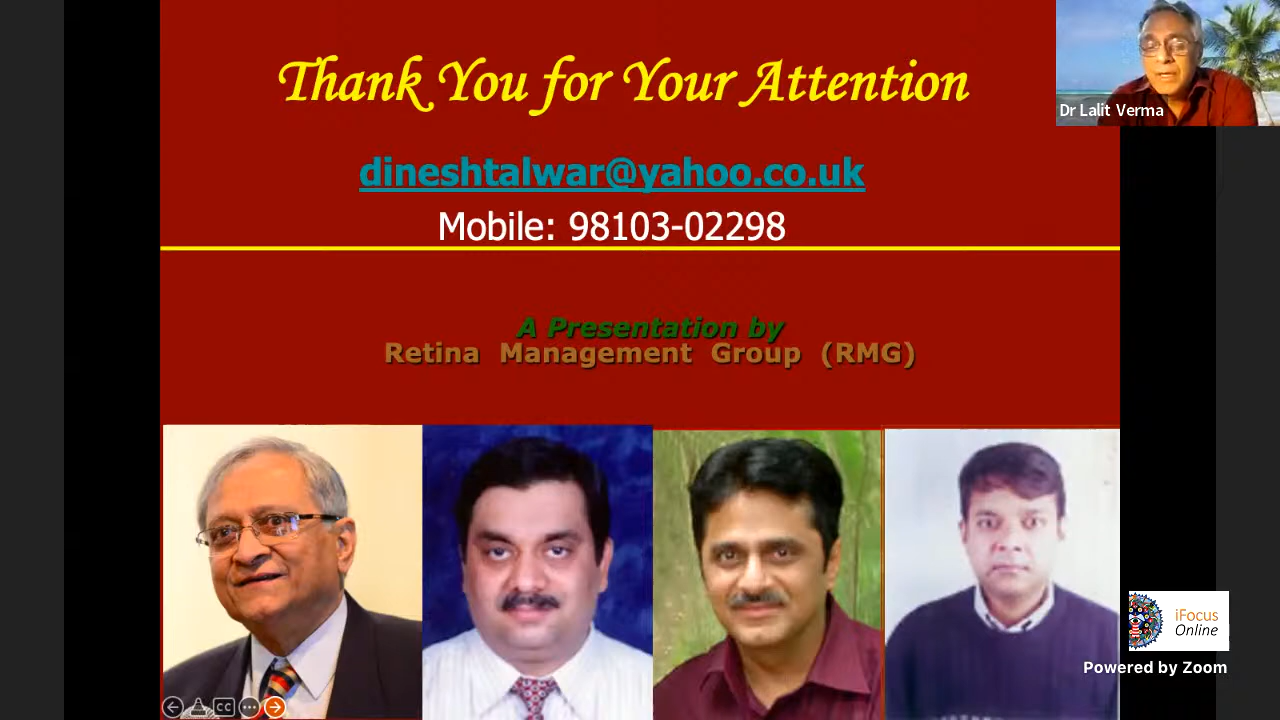 Thank You for Your Attention
Dr Lalit Verma
dineshtalwar@yahoo.co.uk
Mobile: 98103-02298
A Presentation by
Retina Management Group (RMG)
CC
iFocus
Online
Powered by Zoom